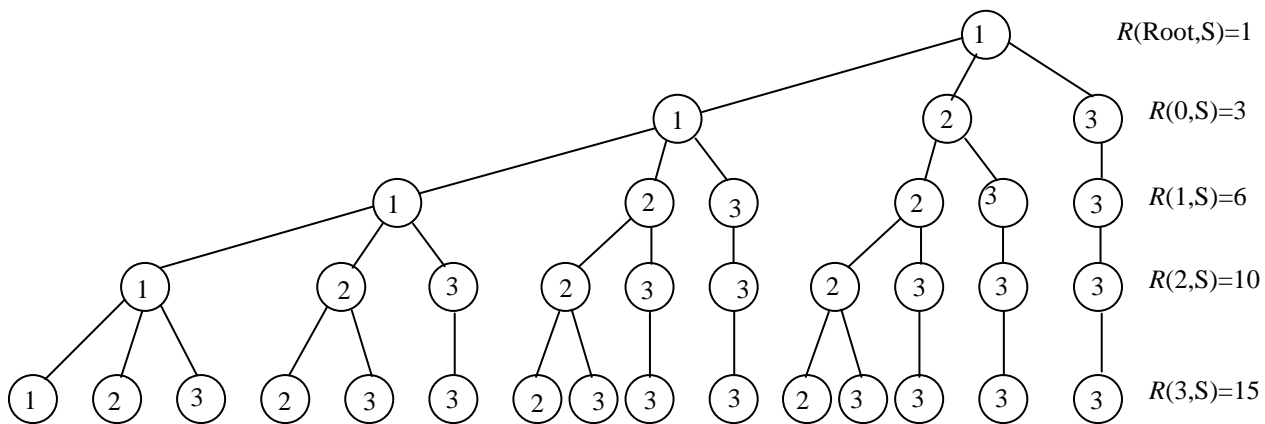 1 R(Root,S)=1
1 2 3 R(0,S)=3
1 2 3 2 3 3 R(1,S)=6
1 2 3 2 3 3 2 3 3 3 R(2,S)=10
1 2 3 2 3 3 2 3 3 3 2 3 3 3 3 R(3,S)=15